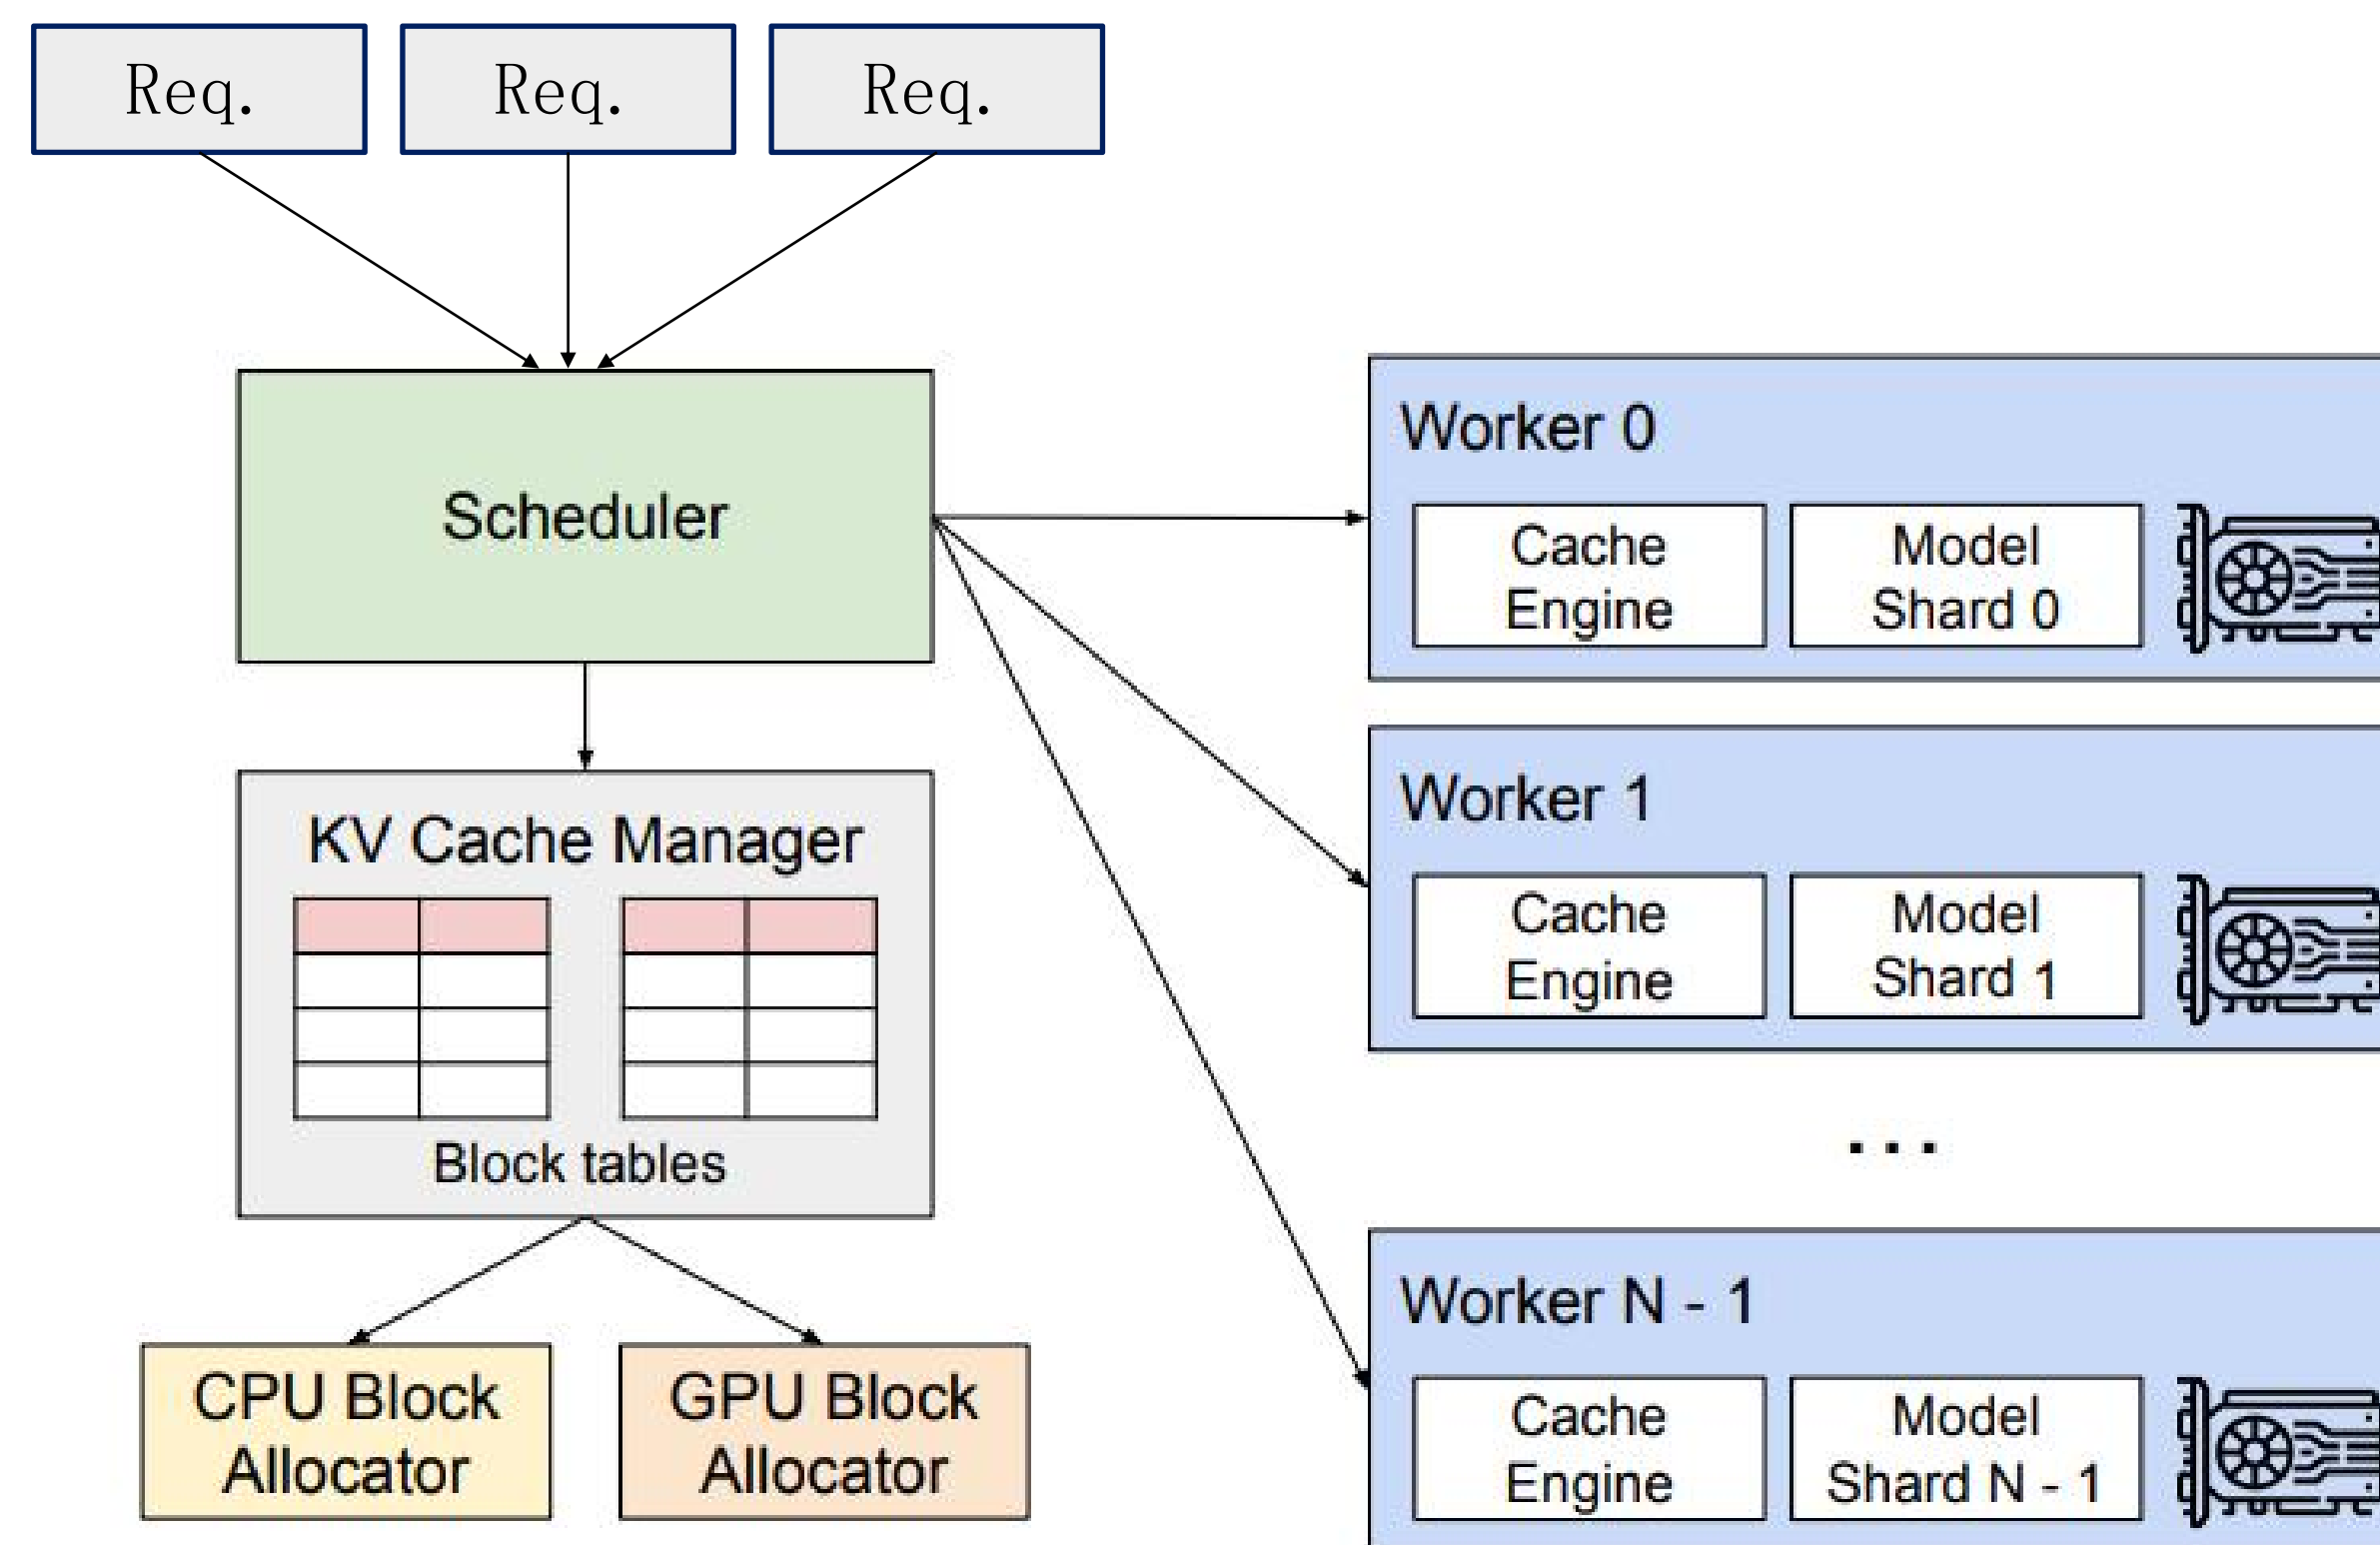 Req.
Req.
Req.
Scheduler
KV Cache Manager
Block tables
CPU Block
Allocator
GPU Block
Allocator
Worker 0
Cache
Engine
Model
Shard 0
Worker 1
Cache
Engine
Model
Shard 1
...
Worker N - 1
Cache
Engine
Model
Shard N - 1